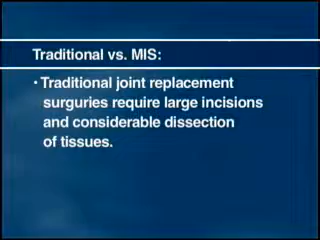 Traditional vs. MIS:
· Traditional joint replacement
surguries require large incisions
and considerable dissection
of tissues.